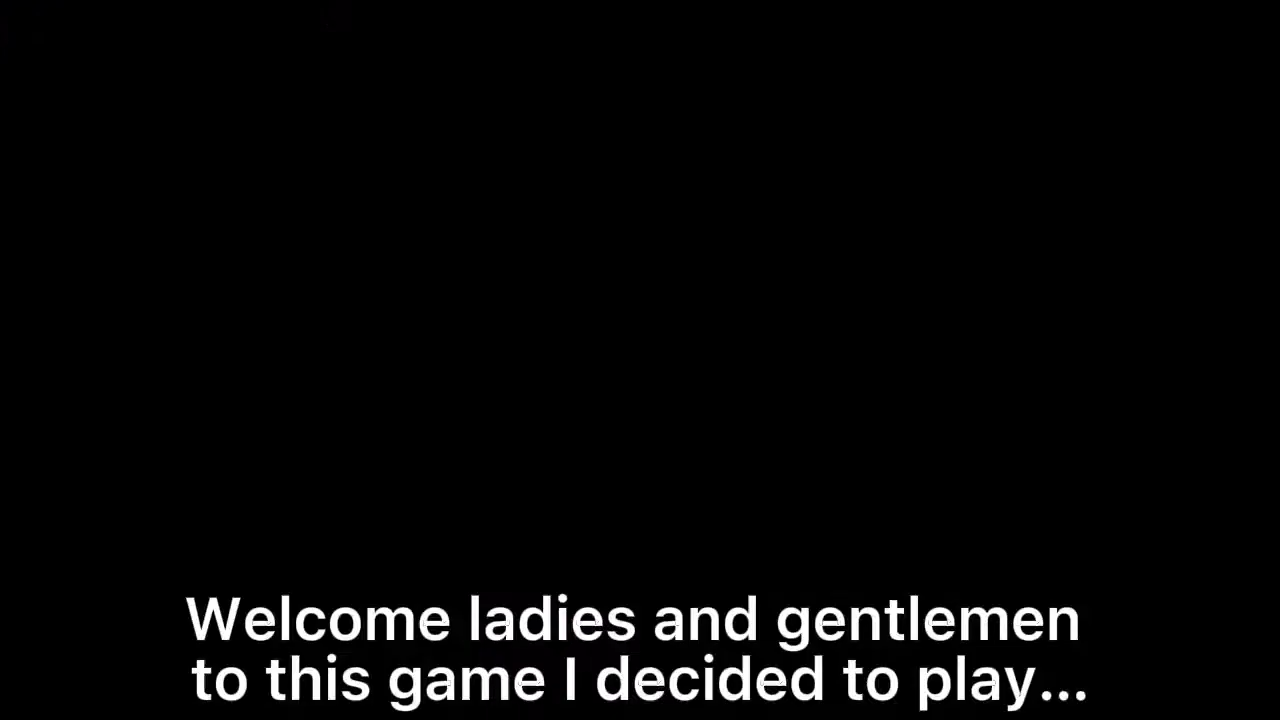 Welcome ladies and gentlemen
to this game I decided to play...